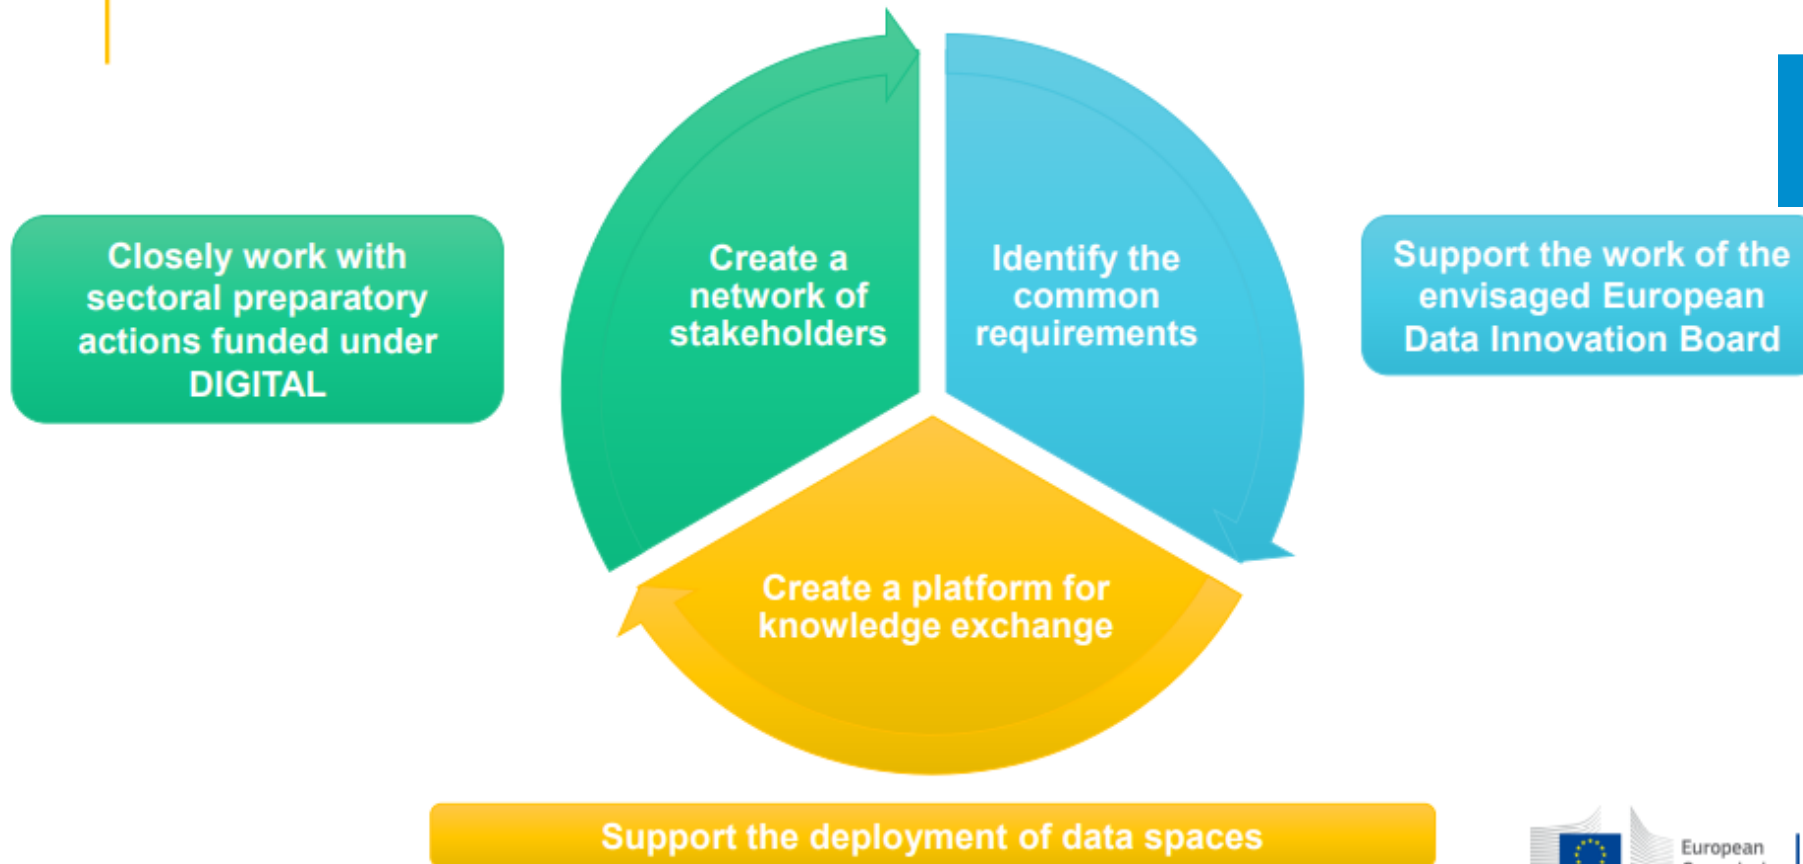 Closely work with
sectoral preparatory
actions funded under
DIGITAL
Create a
network of
stakeholders
Identify the
common
requirements
Support the work of the
envisaged European
Data Innovation Board
Create a platform for
knowledge exchange
Support the deployment of data spaces
European